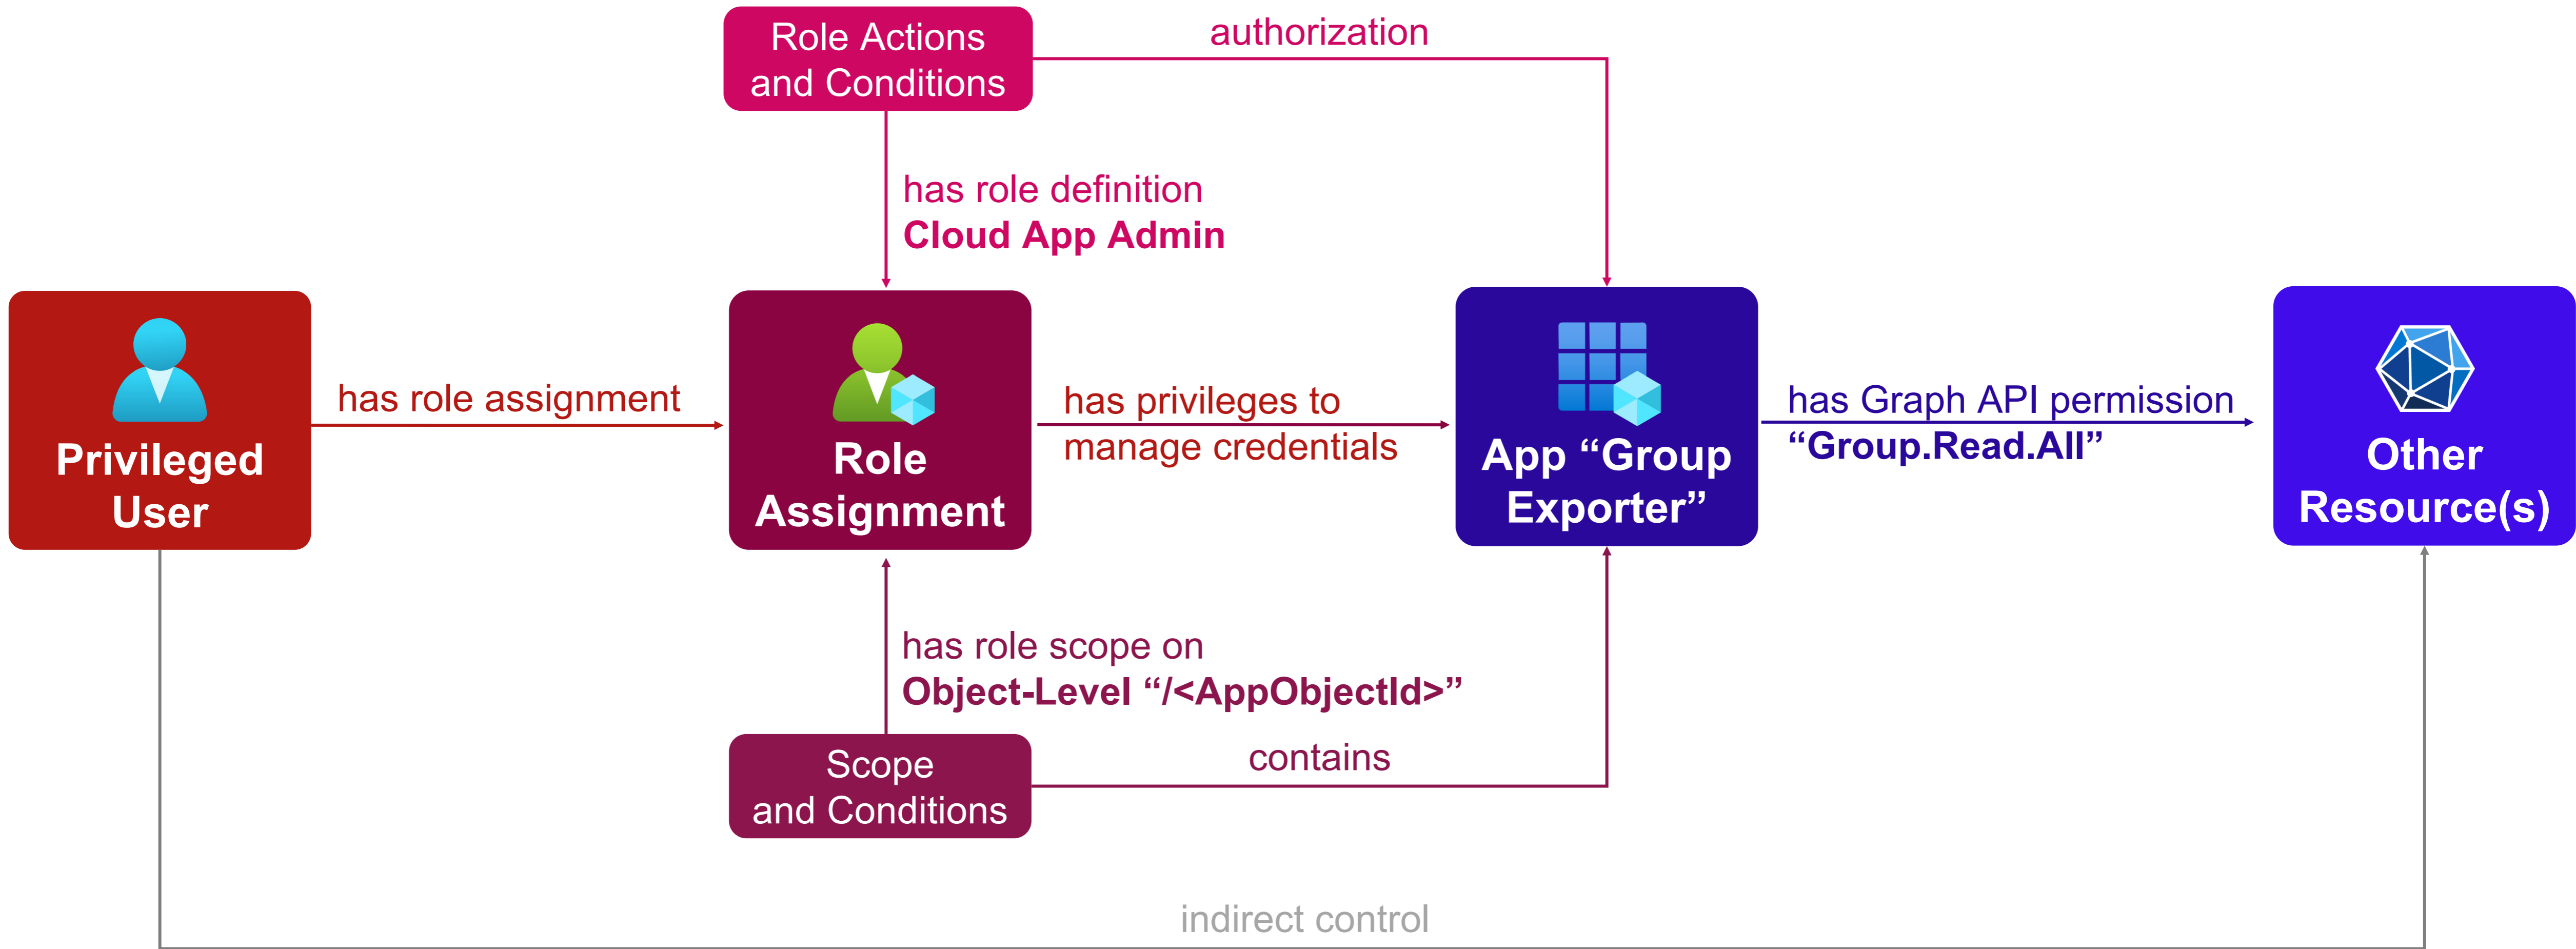 Role Actions
and Conditions
authorization
has role definition
Cloud App Admin
Privileged
User
has role assignment
Role
Assignment
has privileges to
manage credentials
App “Group
Exporter”
has Graph API permission
“Group.Read.All”
Other
Resource(s)
has role scope on
Object-Level “/<AppObjectId>”
Scope
and Conditions
contains
indirect control